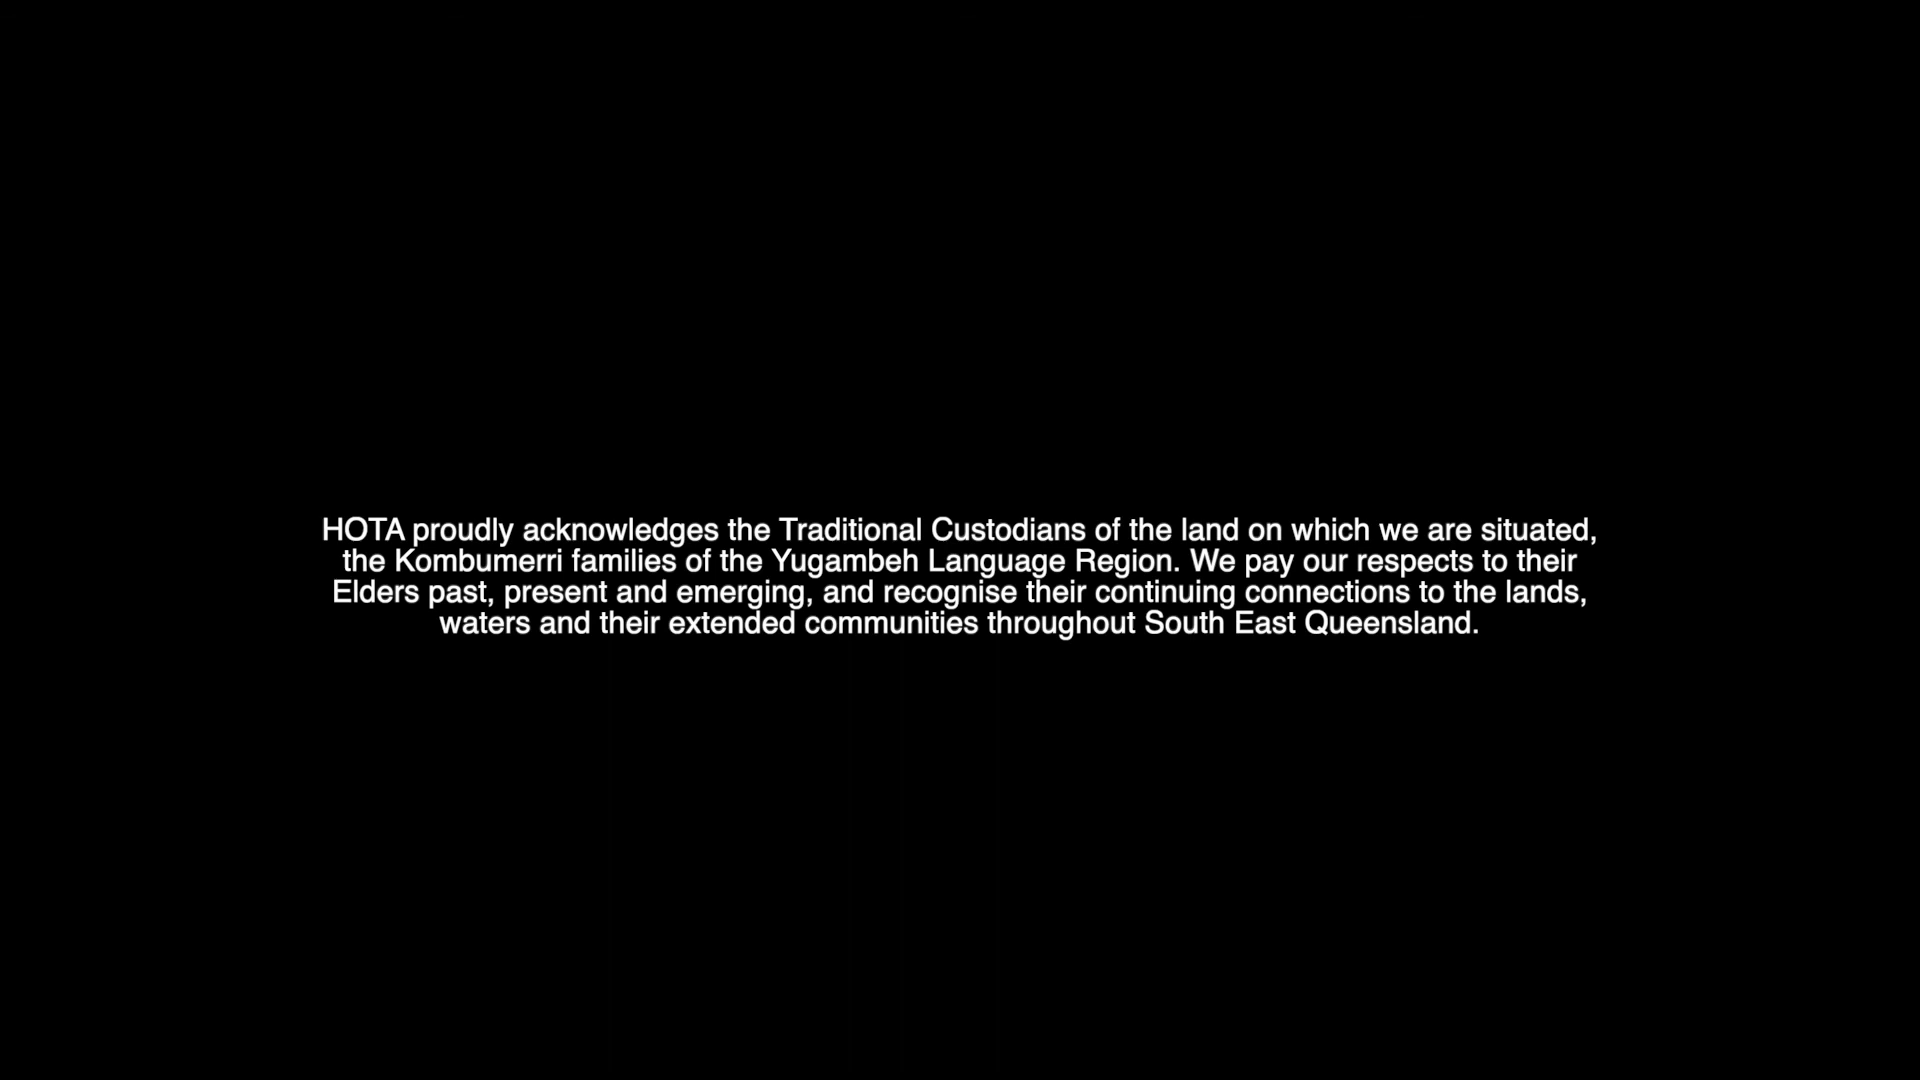 HOTA proudly acknowledges the Traditional Custodians of the land on which we are situated,
the Kombumerri families of the Yugambeh Language Region. We pay our respects to their
Elders past, present and emerging, and recognise their continuing connections to the lands,
waters and their extended communities throughout South East Queensland.